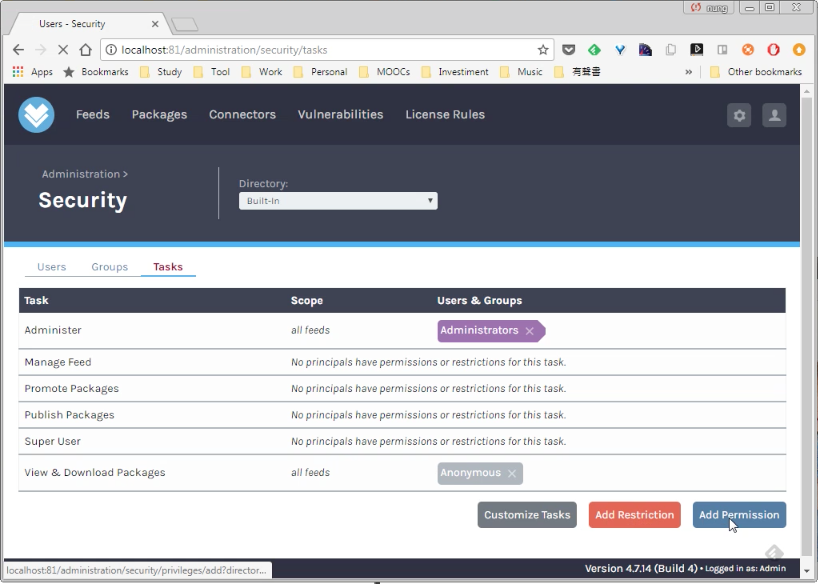 nung
Users - Security
localhost:81/administration/security/tasks
Apps Bookmarks Study Tool Work Personal MOOCs Investiment Music 有聲書 » Other bookmarks
Feeds Packages Connectors Vulnerabilities License Rules
Administration >
Security
Directory:
Built-In
Users Groups Tasks
Task Scope Users & Groups
Administer all feeds Administrators
Manage Feed No principals have permissions or restrictions for this task.
Promote Packages No principals have permissions or restrictions for this task.
Publish Packages No principals have permissions or restrictions for this task.
Super User No principals have permissions or restrictions for this task.
View & Download Packages all feeds Anonymous
Customize Tasks Add Restriction Add Permission
localhost:81/administration/security/privileges/add?director...
Version 4.7.14 (Build 4) • Logged in as: Admin